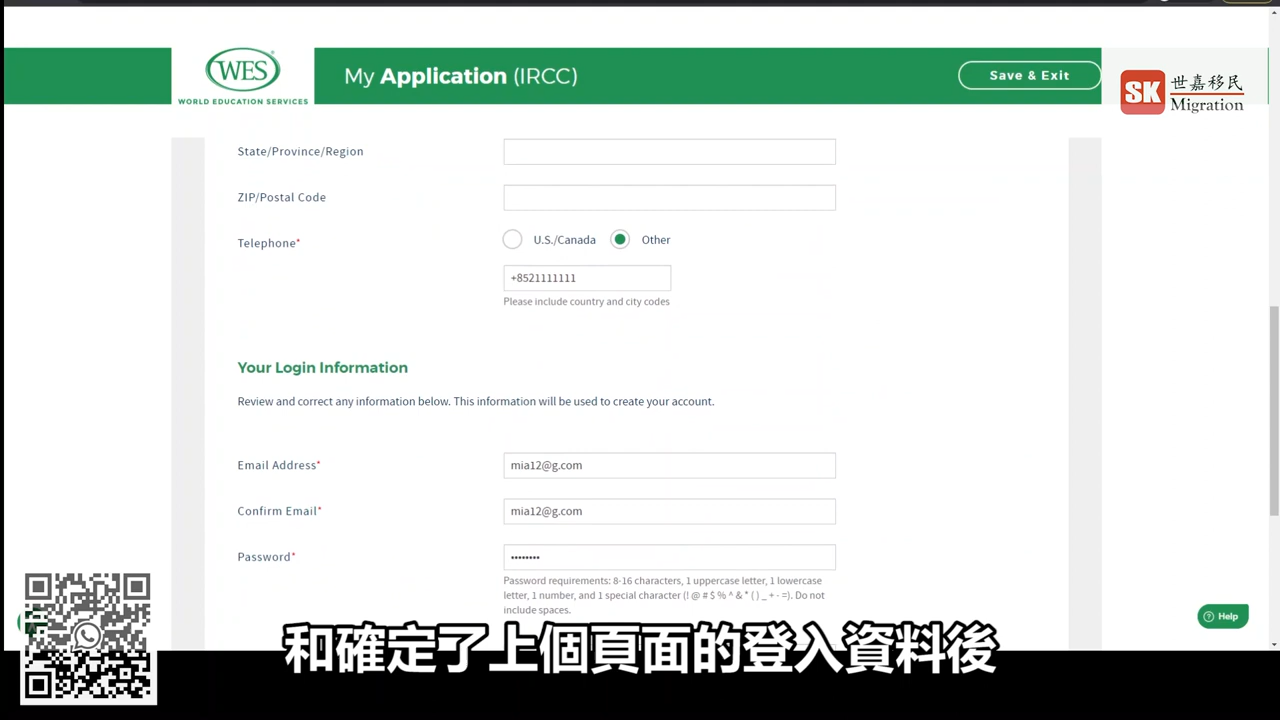 WES
WORLD EDUCATION SERVICES
My Application (IRCC)
Save & Exit
SK 世嘉移民
Migration
State/Province/Region
ZIP/Postal Code
Telephone*
U.S./Canada
Other
+8521111111
Please include country and city codes
Your Login Information
Review and correct any information below. This information will be used to create your account.
Email Address*
mia12@g.com
Confirm Email*
mia12@g.com
Password*
••••••••
Password requirements: 8-16 characters, 1 uppercase letter, 1 lowercase
letter, 1 number, and 1 special character (! @ # $ % ^ & * ( ) _ + - =). Do not
include spaces.
Help
和確定了上個頁面的登入資料後